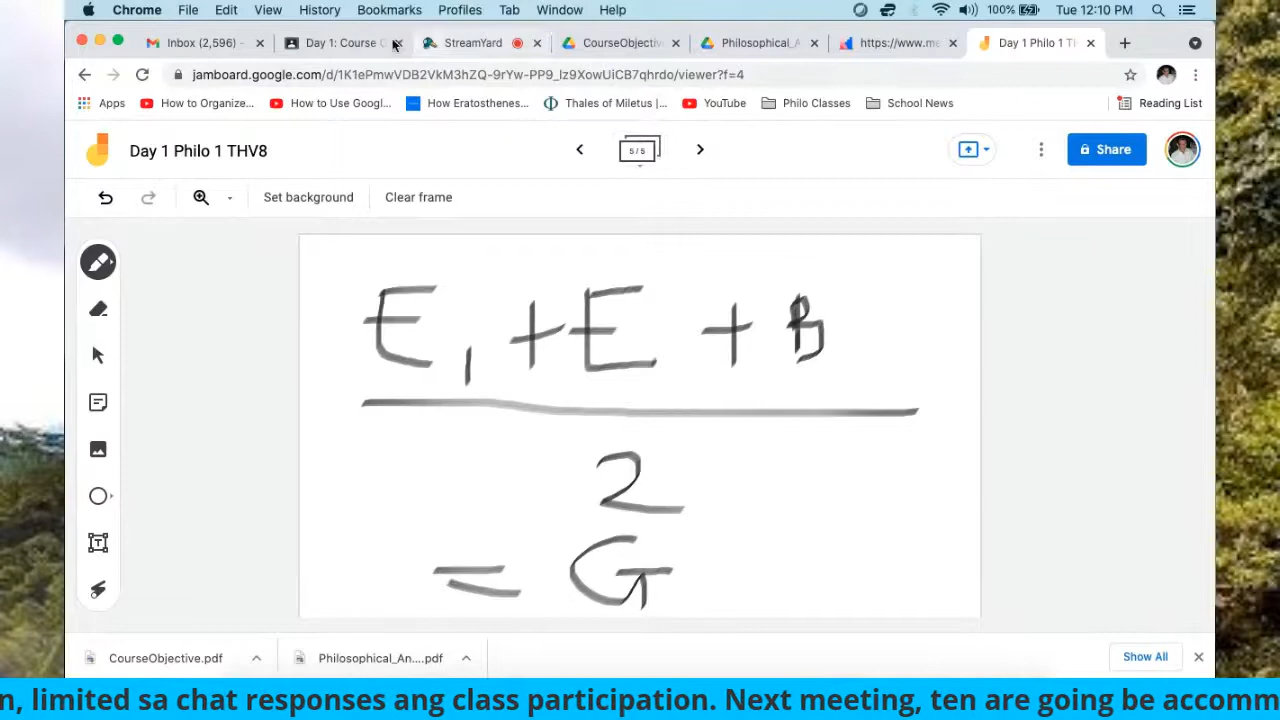 Chrome File Edit View History Bookmarks Profiles Tab Window Help 100% Tue 12:10 PM
Inbox (2,596) - Day 1: Course StreamYard CourseObjective Philosophical_A https://www.me Day 1 Philo 1 TH
jamboard.google.com/d/1K1ePmwVDB2VkM3hZQ-9rYw-PP9_Iz9XowUiCB7qhrdo/viewer?f=4
Apps How to Organize... How to Use Googl... How Eratosthenes... Thales of Miletus |... YouTube Philo Classes School News Reading List
Day 1 Philo 1 THV8 5 / 5 Share
Set background Clear frame
E1 + E + B
2
= G
CourseObjective.pdf Philosophical_An....pdf Show All
n, limited sa chat responses ang class participation. Next meeting, ten are going be accomm